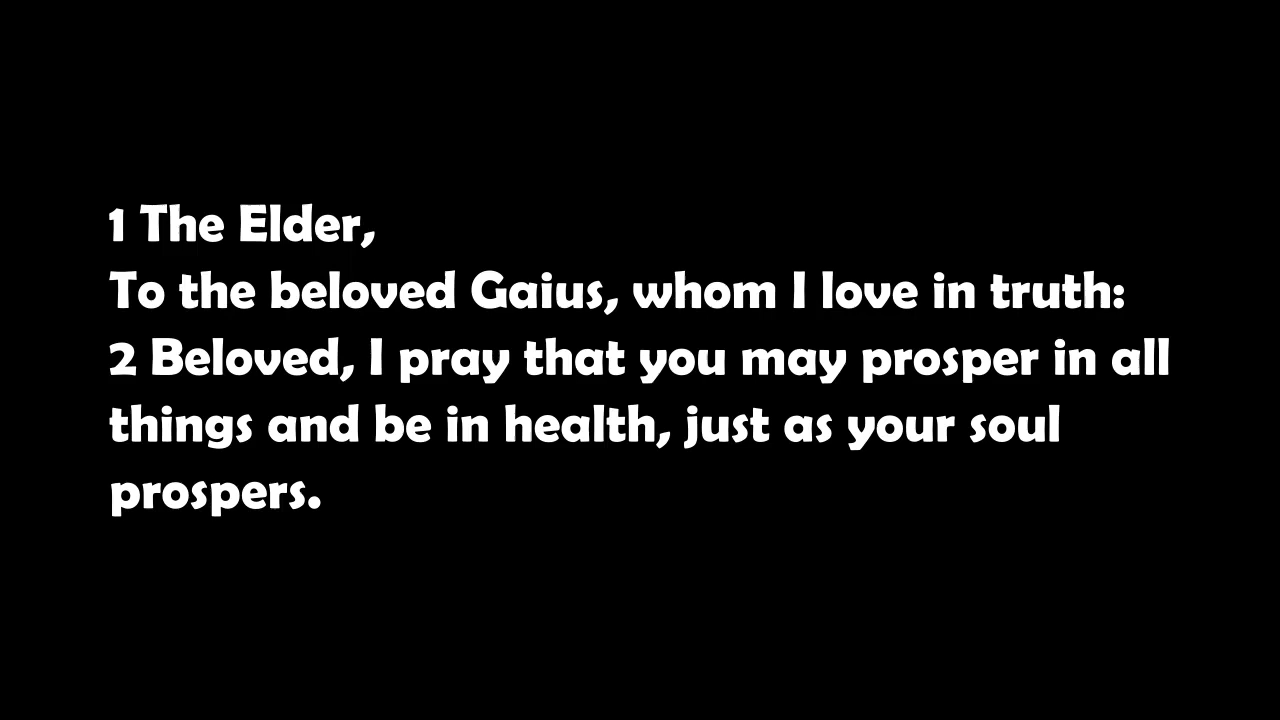 1 The Elder,
To the beloved Gaius, whom I love in truth:
2 Beloved, I pray that you may prosper in all
things and be in health, just as your soul
prospers.